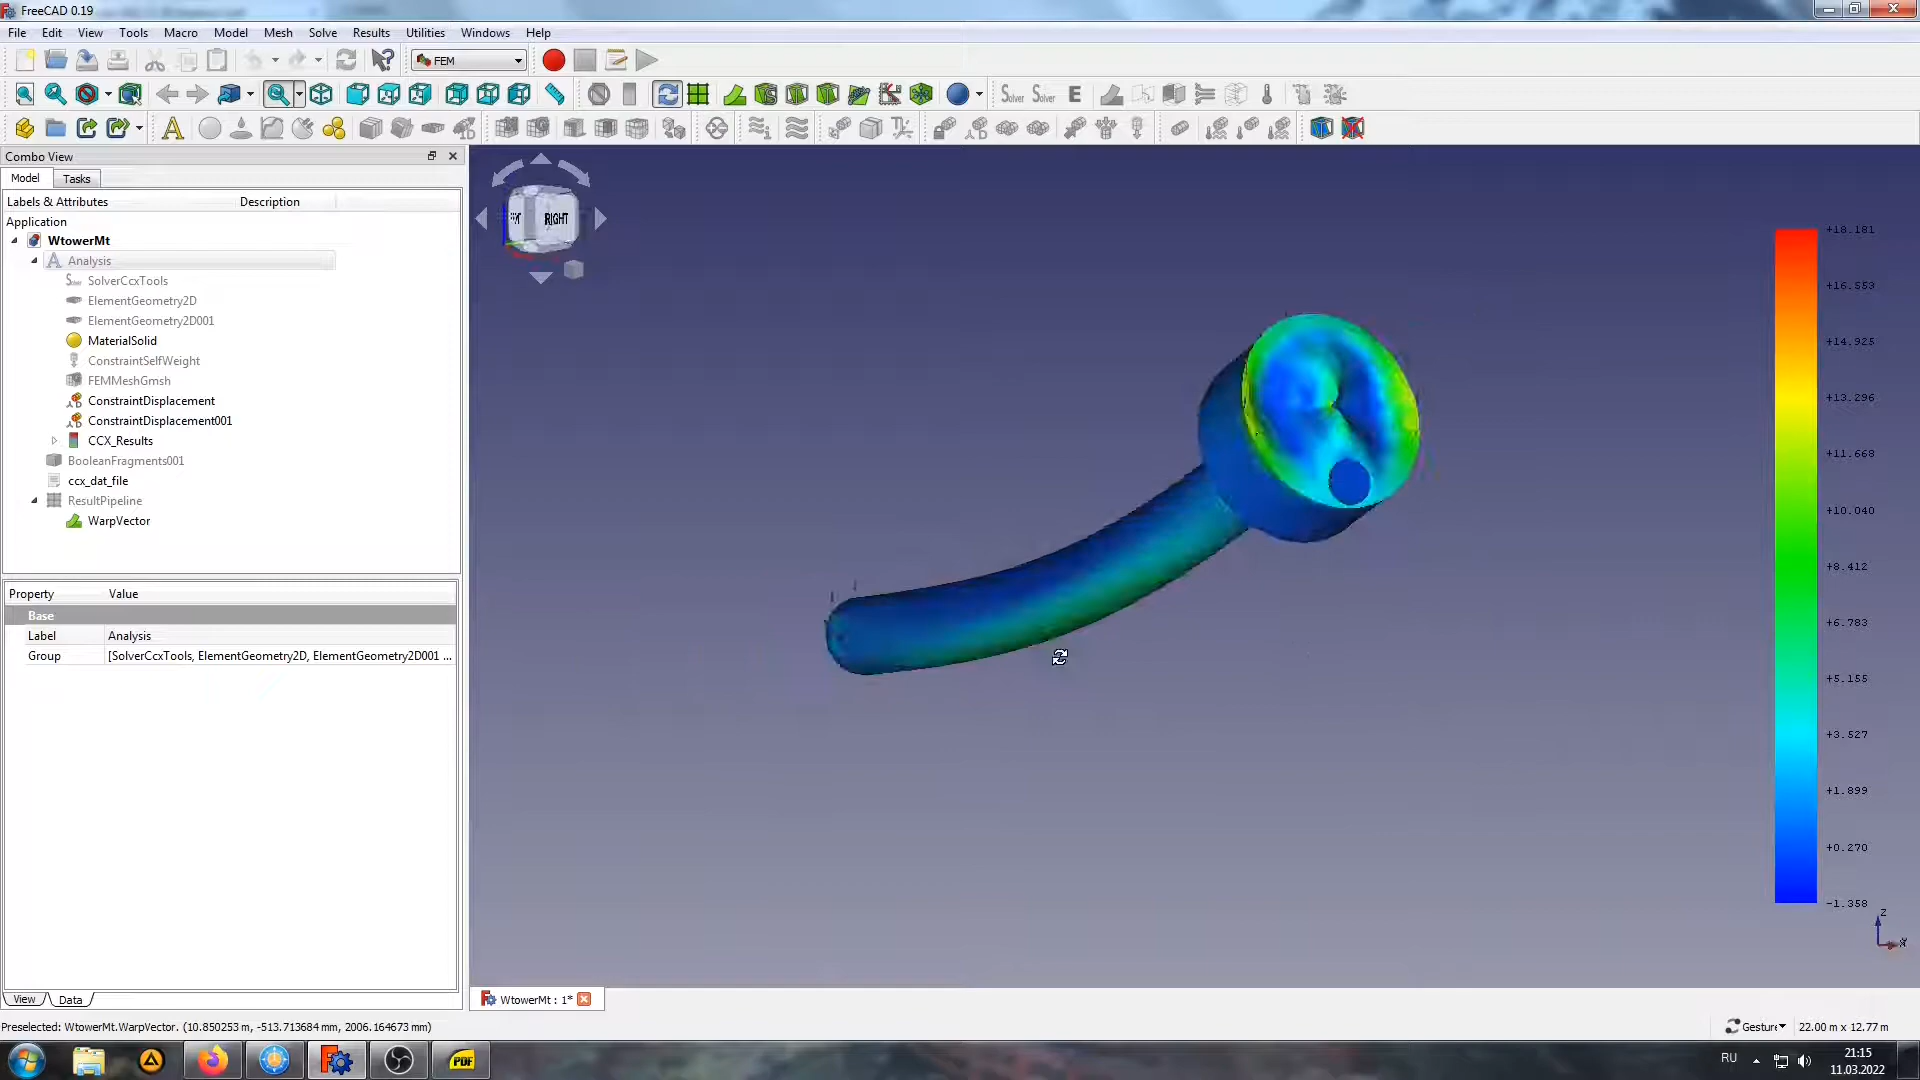 FreeCAD 0.19
File Edit View Tools Macro Model Mesh Solve Results Utilities Windows Help
FEM
Solver Solver E
Combo View
Model Tasks
Labels & Attributes Description
Application
WtowerMt
Analysis
SolverCcxTools
ElementGeometry2D
ElementGeometry2D001
MaterialSolid
ConstraintSelfWeight
FEMMeshGmsh
ConstraintDisplacement
ConstraintDisplacement001
CCX_Results
BooleanFragments001
ccx_dat_file
ResultPipeline
WarpVector
Property Value
Base
Label Analysis
Group [SolverCcxTools, ElementGeometry2D, ElementGeometry2D001 ...
View Data
RIGHT
+18.181
+16.553
+14.925
+13.296
+11.668
+10.040
+8.412
+6.783
+5.155
+3.527
+1.899
+0.270
-1.358
Z
X
WtowerMt : 1*
Preselected: WtowerMt.WarpVector. (10.850253 m, -513.713684 mm, 2006.164673 mm)
Gesture 22.00 m x 12.77 m
PDF
RU
21:15
11.03.2022